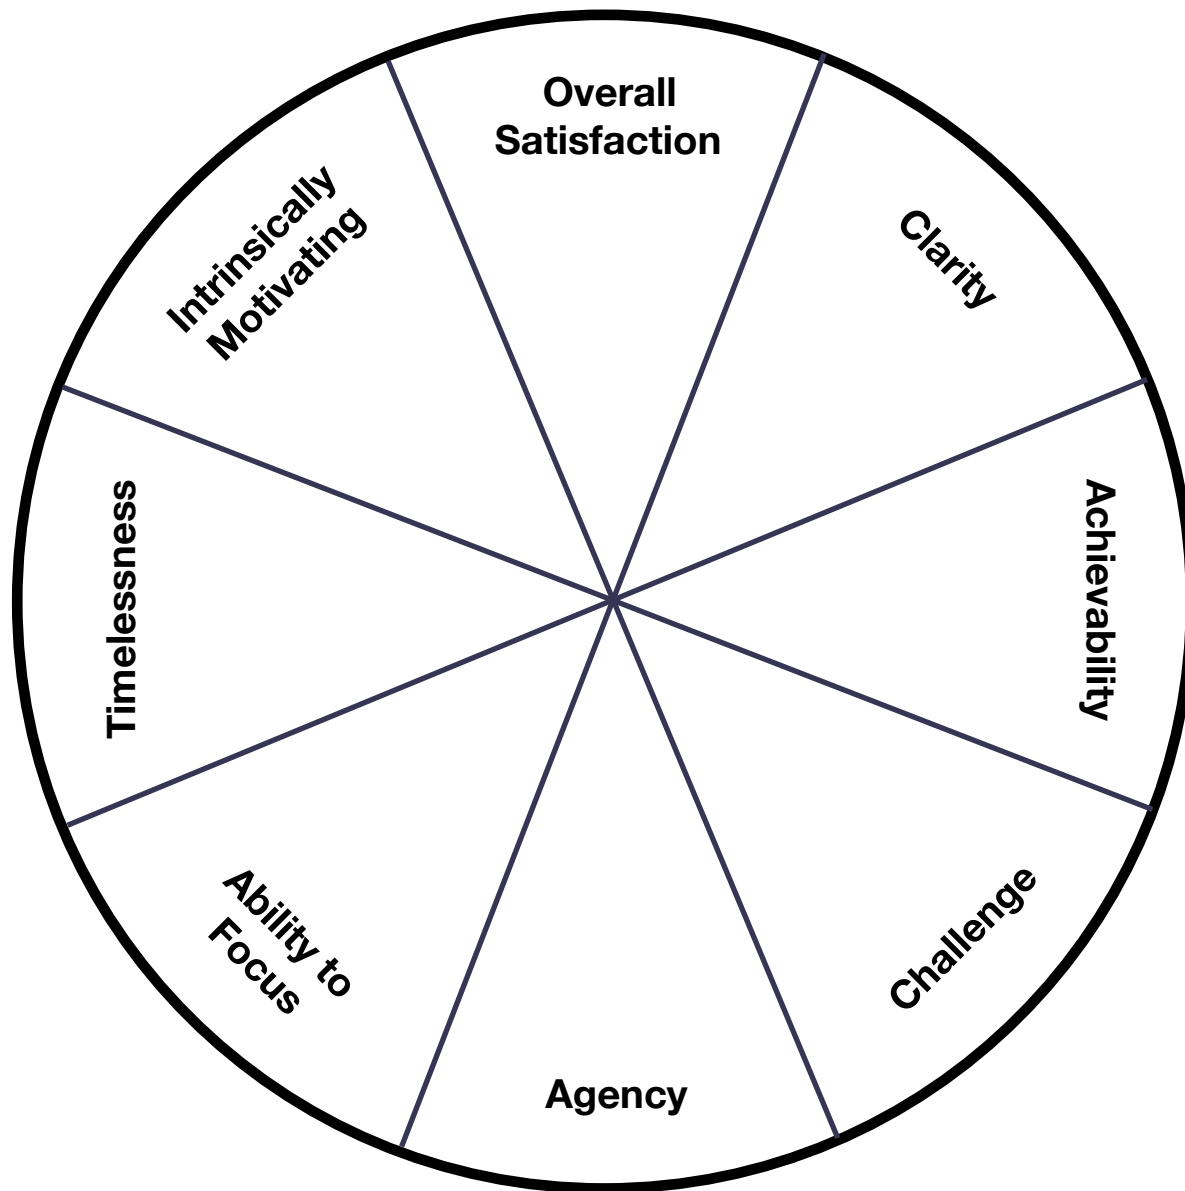 Overall
Satisfaction
Clarity
Achievability
Challenge
Agency
Ability to
Focus
Timelessness
Intrinsically
Motivating